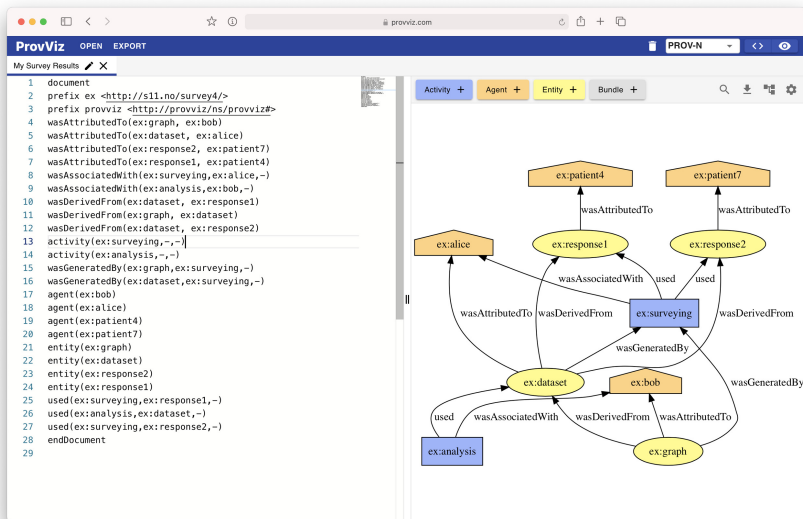 provviz.com
ProvViz OPEN EXPORT PROV-N
My Survey Results
1 document
2 prefix ex <http://s11.no/survey4/>
3 prefix provviz <http://provviz/ns/provviz#>
4 wasAttributedTo(ex:graph, ex:bob)
5 wasAttributedTo(ex:dataset, ex:alice)
6 wasAttributedTo(ex:response2, ex:patient7)
7 wasAttributedTo(ex:response1, ex:patient4)
8 wasAssociatedWith(ex:surveying,ex:alice,-)
9 wasAssociatedWith(ex:analysis,ex:bob,-)
10 wasDerivedFrom(ex:dataset, ex:response1)
11 wasDerivedFrom(ex:graph, ex:dataset)
12 wasDerivedFrom(ex:dataset, ex:response2)
13 activity(ex:surveying,-,-)
14 activity(ex:analysis,-,-)
15 wasGeneratedBy(ex:graph,ex:surveying,-)
16 wasGeneratedBy(ex:dataset,ex:surveying,-)
17 agent(ex:bob)
18 agent(ex:alice)
19 agent(ex:patient4)
20 agent(ex:patient7)
21 entity(ex:graph)
22 entity(ex:dataset)
23 entity(ex:response2)
24 entity(ex:response1)
25 used(ex:surveying,ex:response1,-)
26 used(ex:analysis,ex:dataset,-)
27 used(ex:surveying,ex:response2,-)
28 endDocument
29
Activity + Agent + Entity + Bundle +
ex:patient4 ex:patient7
wasAttributedTo wasAttributedTo
ex:alice ex:response1 ex:response2
wasAssociatedWith used used
wasAttributedTo wasDerivedFrom ex:surveying wasDerivedFrom
wasGeneratedBy
ex:dataset ex:bob wasGeneratedBy
used wasAssociatedWith wasDerivedFrom wasAttributedTo
ex:analysis ex:graph